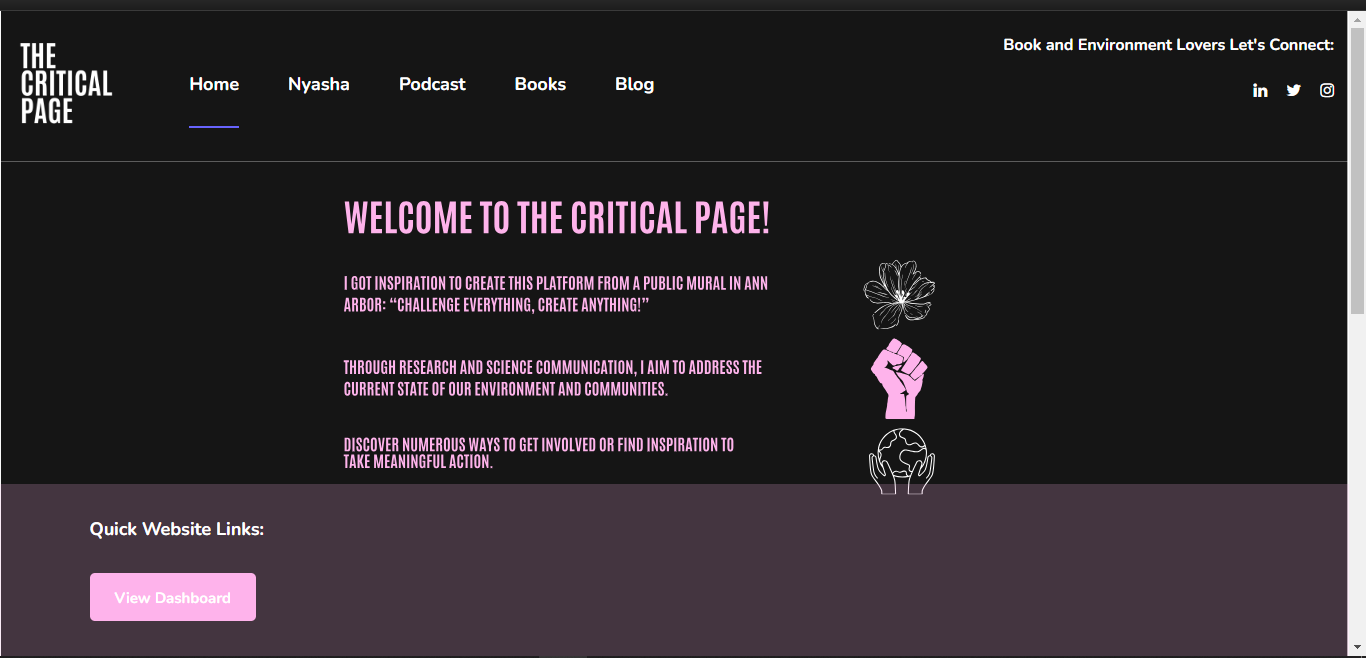 THE
CRITICAL
PAGE
Home Nyasha Podcast Books Blog
Book and Environment Lovers Let's Connect:
in
WELCOME TO THE CRITICAL PAGE!
I GOT INSPIRATION TO CREATE THIS PLATFORM FROM A PUBLIC MURAL IN ANN
ARBOR: “CHALLENGE EVERYTHING, CREATE ANYTHING!”
THROUGH RESEARCH AND SCIENCE COMMUNICATION, I AIM TO ADDRESS THE
CURRENT STATE OF OUR ENVIRONMENT AND COMMUNITIES.
DISCOVER NUMEROUS WAYS TO GET INVOLVED OR FIND INSPIRATION TO
TAKE MEANINGFUL ACTION.
Quick Website Links:
View Dashboard